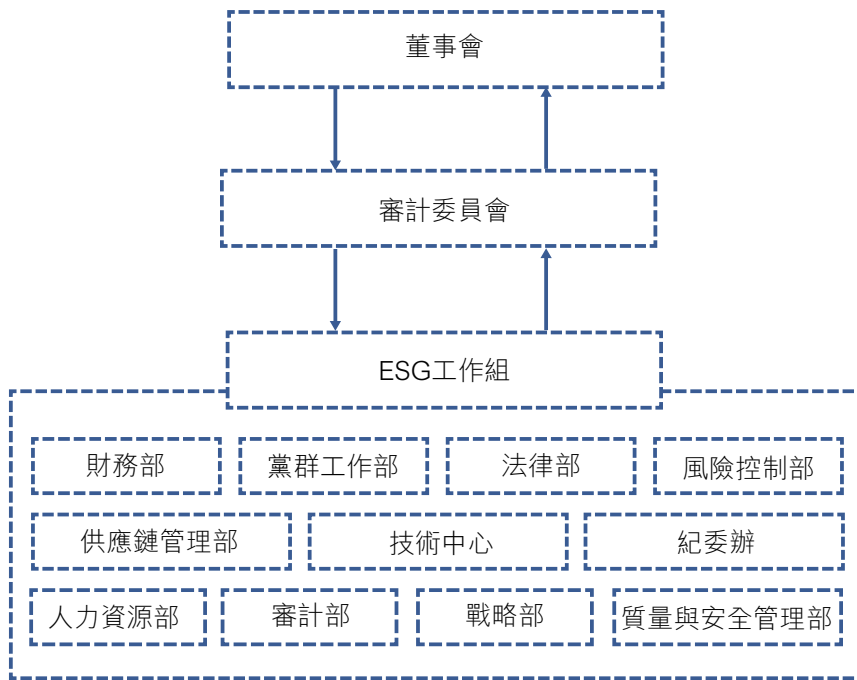 董事會
審計委員會
ESG工作組
財務部
黨群工作部
法律部
風險控制部
供應鏈管理部
技術中心
紀委辦
人力資源部
審計部
戰略部
質量與安全管理部